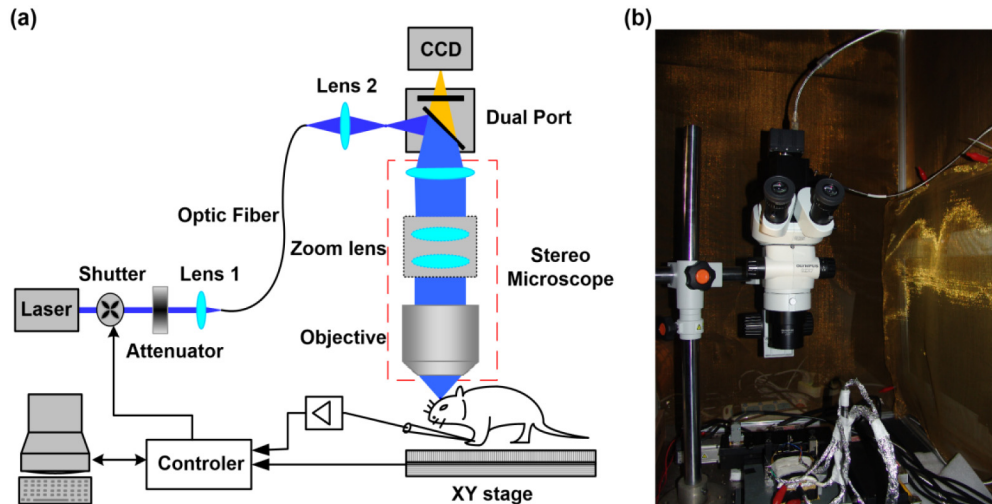 (a)
CCD
Lens 2
Dual Port
Optic Fiber
Zoom lens
Stereo
Microscope
Shutter
Lens 1
Laser
Attenuator
Objective
Controler
XY stage
(b)
OLYMPUS